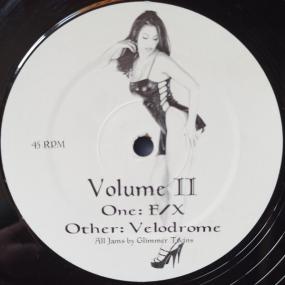 45 RPM
Volume II
One: F/X
Other: Velodrome
All Jams by Glimmer Twins